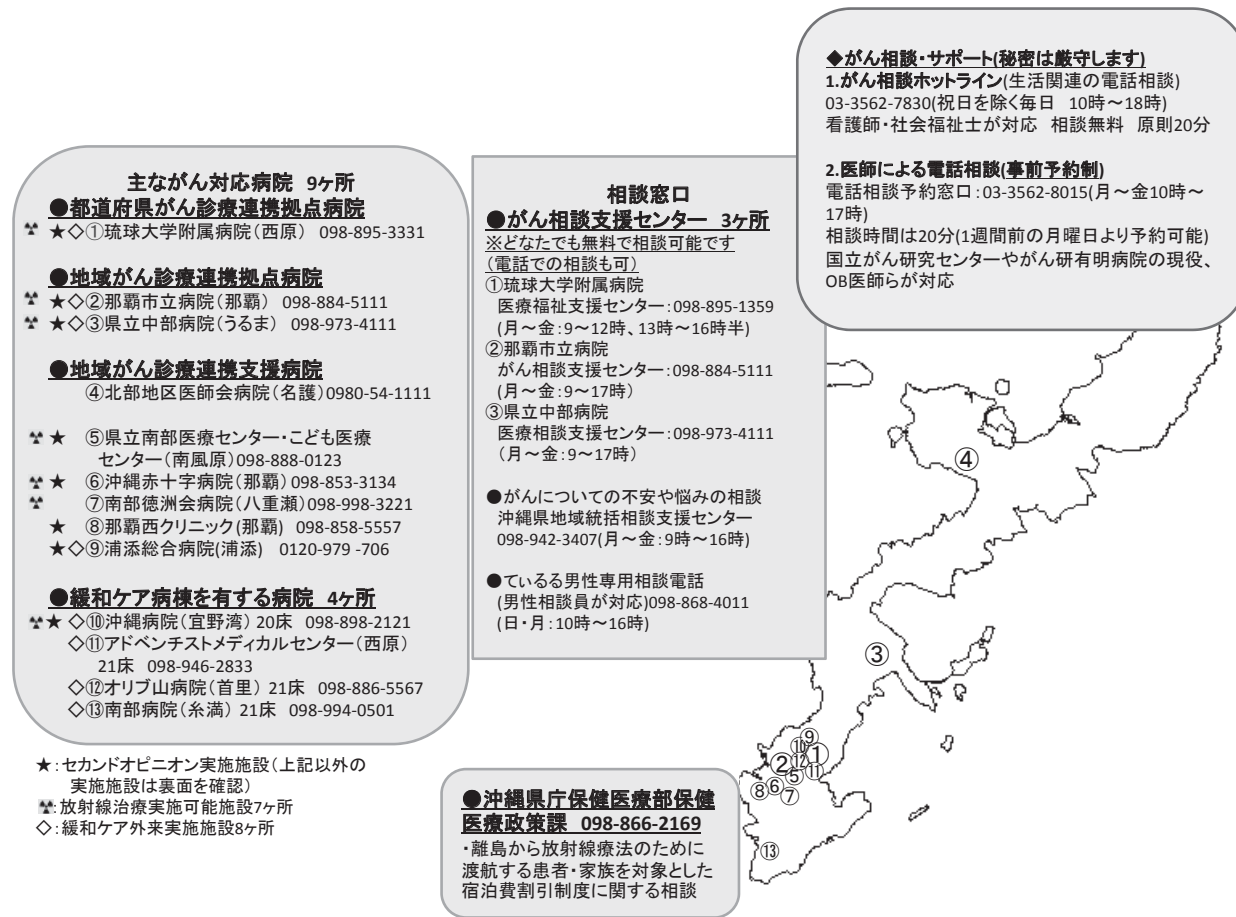 主ながん対応病院 9ヶ所
●都道府県がん診療連携拠点病院
☢ ★◇①琉球大学附属病院(西原) 098-895-3331
●地域がん診療連携拠点病院
☢ ★◇②那覇市立病院(那覇) 098-884-5111
☢ ★◇③県立中部病院(うるま) 098-973-4111
●地域がん診療連携支援病院
④北部地区医師会病院(名護)0980-54-1111
☢ ★ ⑤県立南部医療センター・こども医療
センター(南風原)098-888-0123
☢ ★ ⑥沖縄赤十字病院(那覇)098-853-3134
☢ ⑦南部徳洲会病院(八重瀬)098-998-3221
★ ⑧那覇西クリニック(那覇) 098-858-5557
★◇⑨浦添総合病院(浦添) 0120-979 -706
●緩和ケア病棟を有する病院 4ヶ所
☢★ ◇⑩沖縄病院(宜野湾) 20床 098-898-2121
◇⑪アドベンチストメディカルセンター(西原)
21床 098-946-2833
◇⑫オリブ山病院(首里) 21床 098-886-5567
◇⑬南部病院(糸満) 21床 098-994-0501
★:セカンドオピニオン実施施設(上記以外の
実施施設は裏面を確認)
☢:放射線治療実施可能施設7ヶ所
◇:緩和ケア外来実施施設8ヶ所
相談窓口
●がん相談支援センター 3ヶ所
※どなたでも無料で相談可能です
(電話での相談も可)
①琉球大学附属病院
医療福祉支援センター:098-895-1359
(月~金:9~12時、13時~16時半)
②那覇市立病院
がん相談支援センター:098-884-5111
(月~金:9~17時)
③県立中部病院
医療相談支援センター:098-973-4111
(月~金:9~17時)
●がんについての不安や悩みの相談
沖縄県地域統括相談支援センター
098-942-3407(月~金:9時~16時)
●ているる男性専用相談電話
(男性相談員が対応)098-868-4011
(日・月:10時~16時)
◆がん相談・サポート(秘密は厳守します)
1.がん相談ホットライン(生活関連の電話相談)
03-3562-7830(祝日を除く毎日 10時~18時)
看護師・社会福祉士が対応 相談無料 原則20分
2.医師による電話相談(事前予約制)
電話相談予約窓口:03-3562-8015(月~金10時~
17時)
相談時間は20分(1週間前の月曜日より予約可能)
国立がん研究センターやがん研有明病院の現役、
OB医師らが対応
●沖縄県庁保健医療部保健
医療政策課 098-866-2169
・離島から放射線療法のために
渡航する患者・家族を対象とした
宿泊費割引制度に関する相談
④
③
⑨
⑩
①
②
⑫
⑪
⑤
⑧
⑥
⑦
⑬